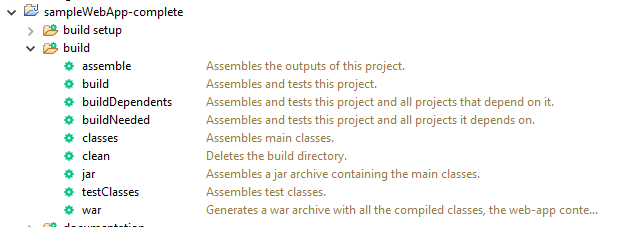 sampleWebApp-complete
build setup
build
assemble Assembles the outputs of this project.
build Assembles and tests this project.
buildDependents Assembles and tests this project and all projects that depend on it.
buildNeeded Assembles and tests this project and all projects it depends on.
classes Assembles main classes.
clean Deletes the build directory.
jar Assembles a jar archive containing the main classes.
testClasses Assembles test classes.
war Generates a war archive with all the compiled classes, the web-app conte...
documentation